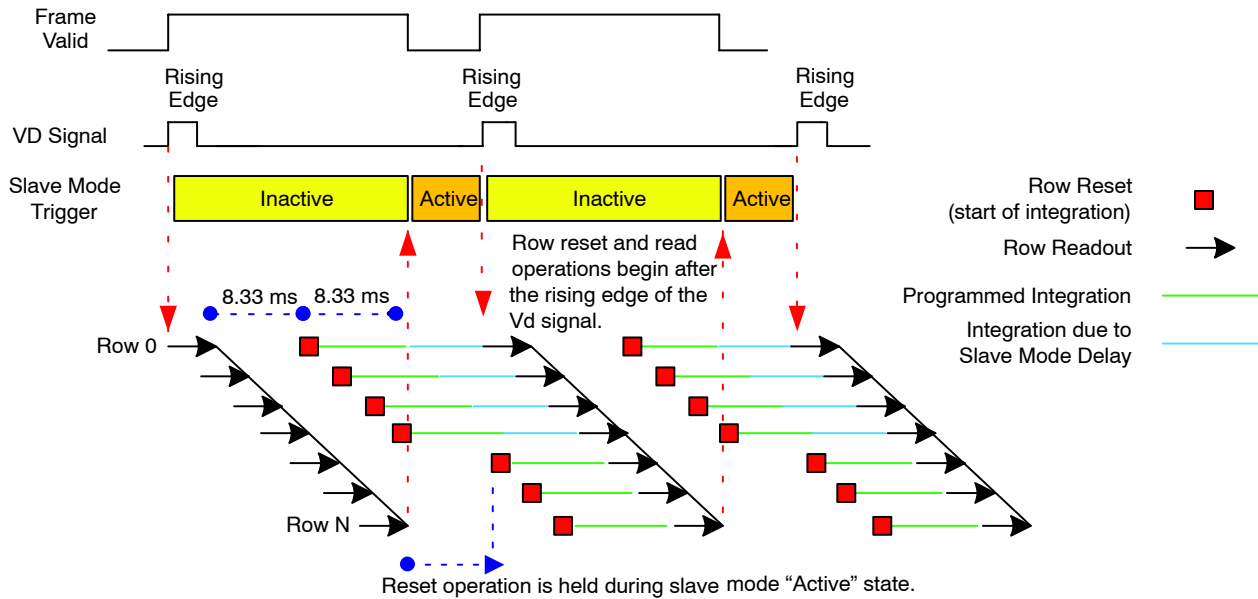 Frame
Valid
Rising
Edge
Rising
Edge
Rising
Edge
VD Signal
Slave Mode
Trigger
Inactive
Active
Inactive
Active
Row Reset
(start of integration)
Row Readout
Programmed Integration
Integration due to
Slave Mode Delay
Row reset and read
operations begin after
the rising edge of the
Vd signal.
8.33 ms
8.33 ms
Row 0
Row N
Reset operation is held during slave mode “Active” state.